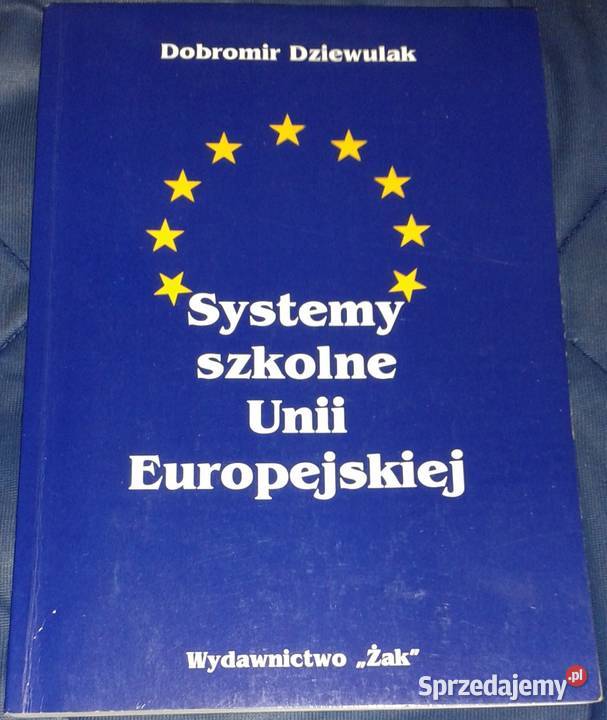 Dobromir Dziewulak
Systemy
szkolne
Unii
Europejskiej
Wydawnictwo „Żak”
Sprzedajemy.pl